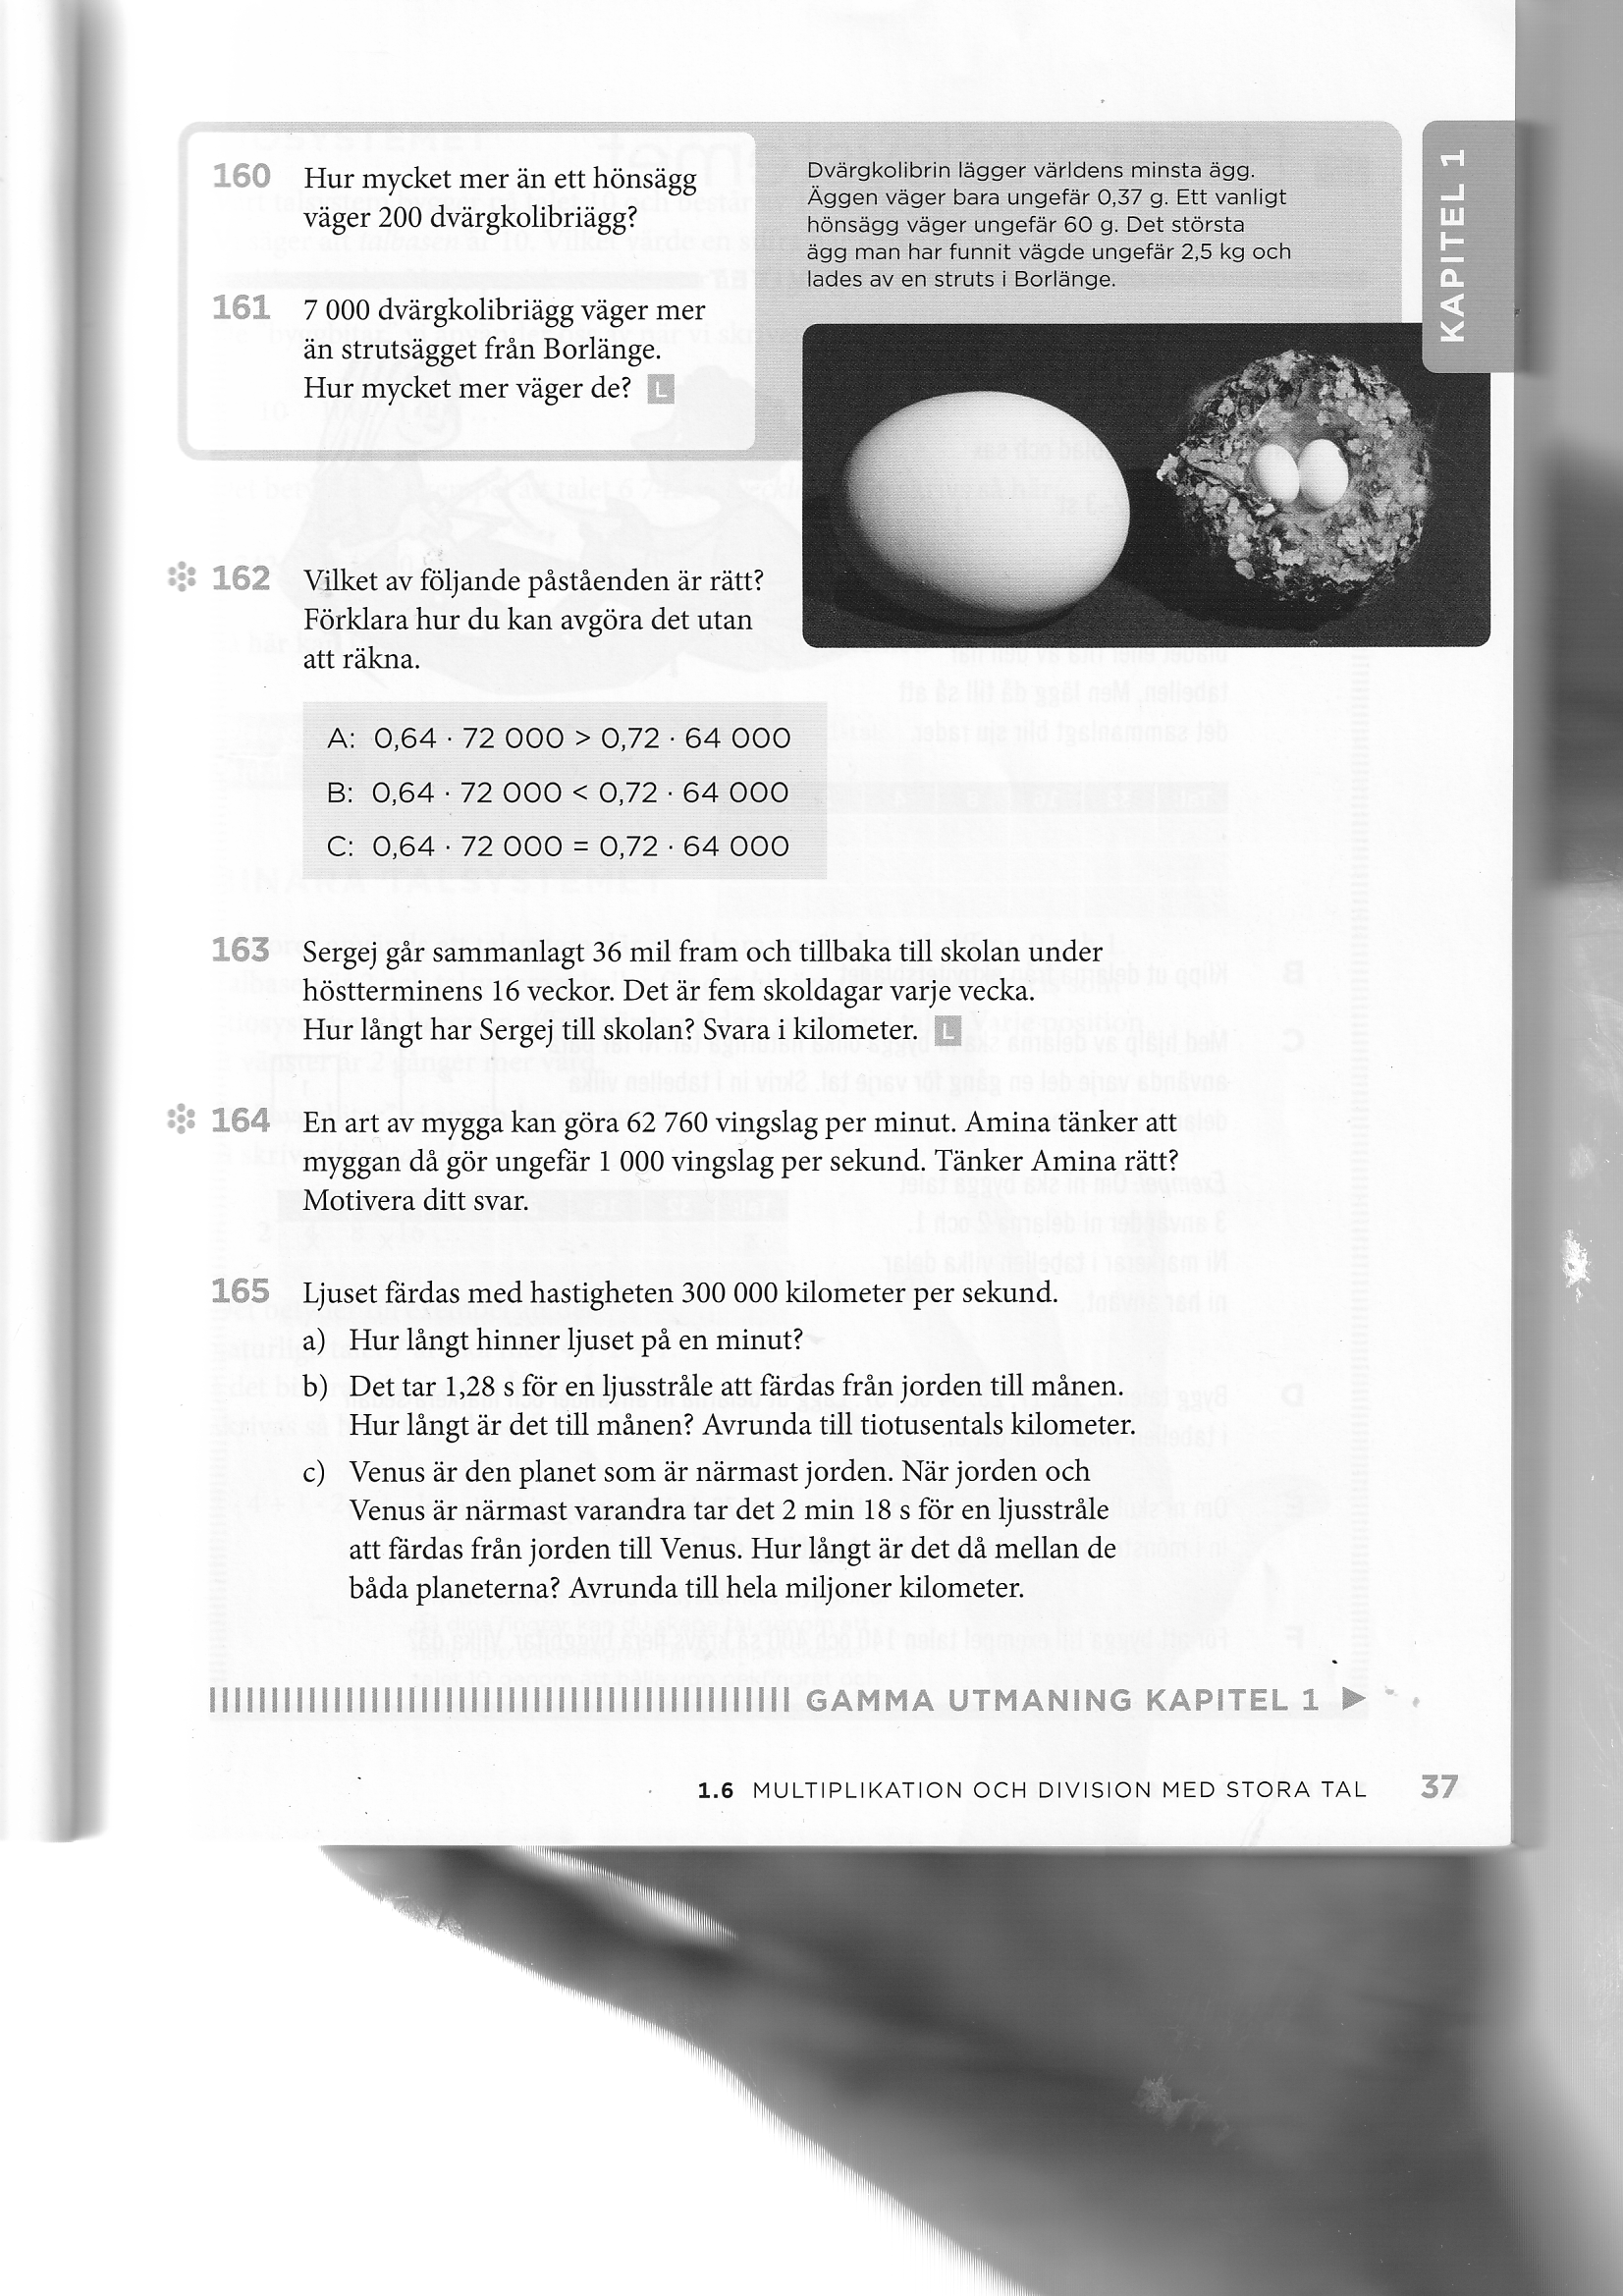 160 Hur mycket mer än ett hönsägg
väger 200 dvärgkolibriägg?
161 7 000 dvärgkolibriägg väger mer
än strutsägget från Borlänge.
Hur mycket mer väger de? L
Dvärgkolibrin lägger världens minsta ägg.
Äggen väger bara ungefär 0,37 g. Ett vanligt
hönsägg väger ungefär 60 g. Det största
ägg man har funnit vägde ungefär 2,5 kg och
lades av en struts i Borlänge.
KAPITEL 1
162 Vilket av följande påståenden är rätt?
Förklara hur du kan avgöra det utan
att räkna.
A: 0,64 · 72 000 > 0,72 · 64 000
B: 0,64 · 72 000 < 0,72 · 64 000
C: 0,64 · 72 000 = 0,72 · 64 000
163 Sergej går sammanlagt 36 mil fram och tillbaka till skolan under
höstterminens 16 veckor. Det är fem skoldagar varje vecka.
Hur långt har Sergej till skolan? Svara i kilometer. L
164 En art av mygga kan göra 62 760 vingslag per minut. Amina tänker att
myggan då gör ungefär 1 000 vingslag per sekund. Tänker Amina rätt?
Motivera ditt svar.
165 Ljuset färdas med hastigheten 300 000 kilometer per sekund.
a) Hur långt hinner ljuset på en minut?
b) Det tar 1,28 s för en ljusstråle att färdas från jorden till månen.
Hur långt är det till månen? Avrunda till tiotusentals kilometer.
c) Venus är den planet som är närmast jorden. När jorden och
Venus är närmast varandra tar det 2 min 18 s för en ljusstråle
att färdas från jorden till Venus. Hur långt är det då mellan de
båda planeterna? Avrunda till hela miljoner kilometer.
GAMMA UTMANING KAPITEL 1
1.6 MULTIPLIKATION OCH DIVISION MED STORA TAL 37